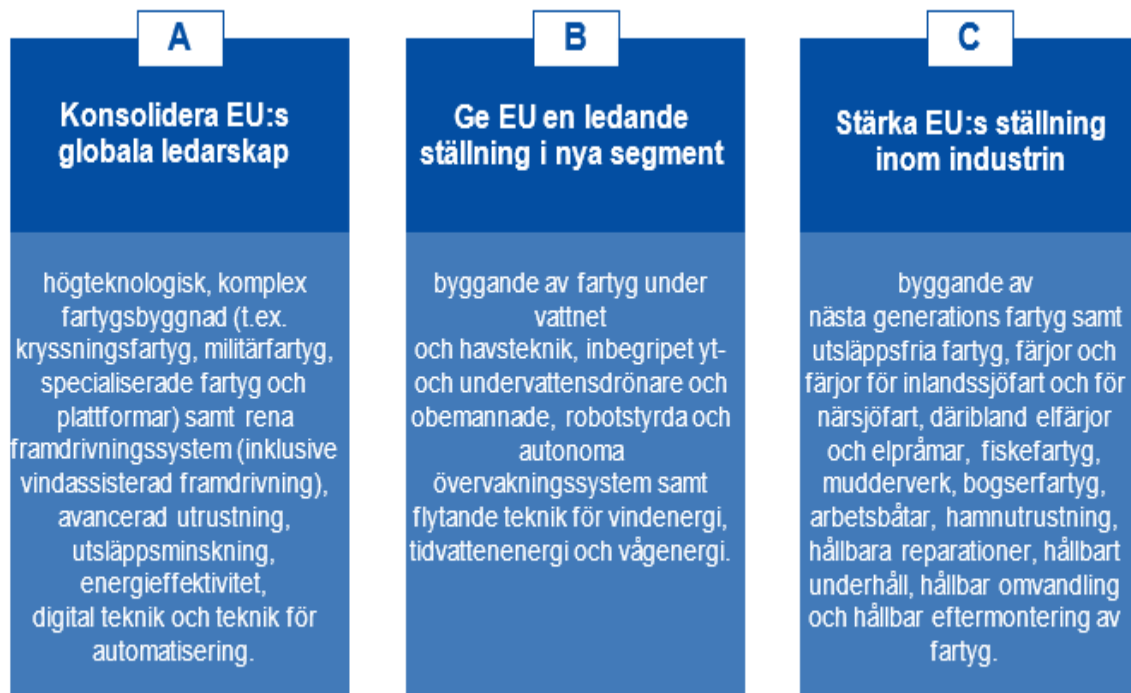 A
Konsolidera EU:s
globala ledarskap
högteknologisk, komplex
fartygsbyggnad (t.ex.
kryssningsfartyg, militärfartyg,
specialiserade fartyg och
plattformar) samt rena
framdrivningssystem (inklusive
vindassisterad framdrivning),
avancerad utrustning,
utsläppsminskning,
energieffektivitet,
digital teknik och teknik för
automatisering.
B
Ge EU en ledande
ställning i nya segment
byggande av fartyg under
vattnet
och havsteknik, inbegripet yt-
och undervattensdrönare och
obemannade, robotstyrda och
autonoma
övervakningssystem samt
flytande teknik för vindenergi,
tidvattenenergi och vågenergi.
C
Stärka EU:s ställning
inom industrin
byggande av
nästa generations fartyg samt
utsläppsfria fartyg, färjor och
färjor för inlandssjöfart och för
närsjöfart, däribland elfärjor
och elpråmar, fiskefartyg,
mudderverk, bogserfartyg,
arbetsbåtar, hamnutrustning,
hållbara reparationer, hållbart
underhåll, hållbar omvandling
och hållbar eftermontering av
fartyg.